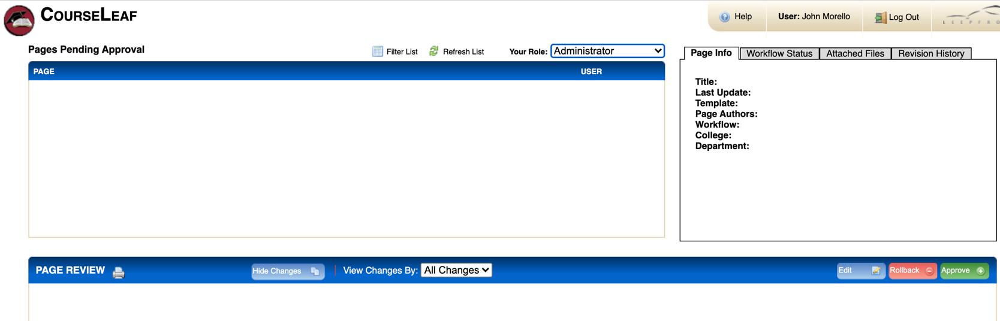 COURSELEAF
Help
User: John Morello
Log Out
Pages Pending Approval
Filter List
Refresh List
Your Role: Administrator
PAGE USER
Page Info
Workflow Status
Attached Files
Revision History
Title:
Last Update:
Template:
Page Authors:
Workflow:
College:
Department:
PAGE REVIEW
Hide Changes
View Changes By: All Changes
Edit
Rollback
Approve